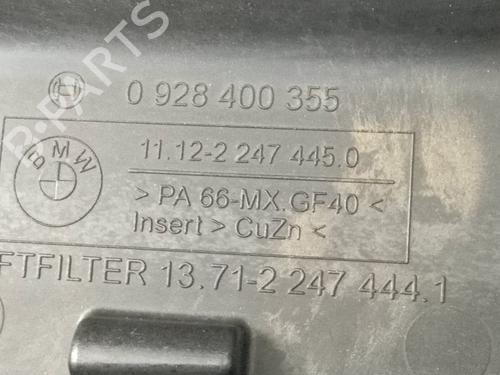 B-PARTS
0 928 400 355
BMW
11.12-2 247 445.0
> PA 66-MX.GF40 <
Insert > CuZn <
FTFILTER 13.71-2 247 444.1